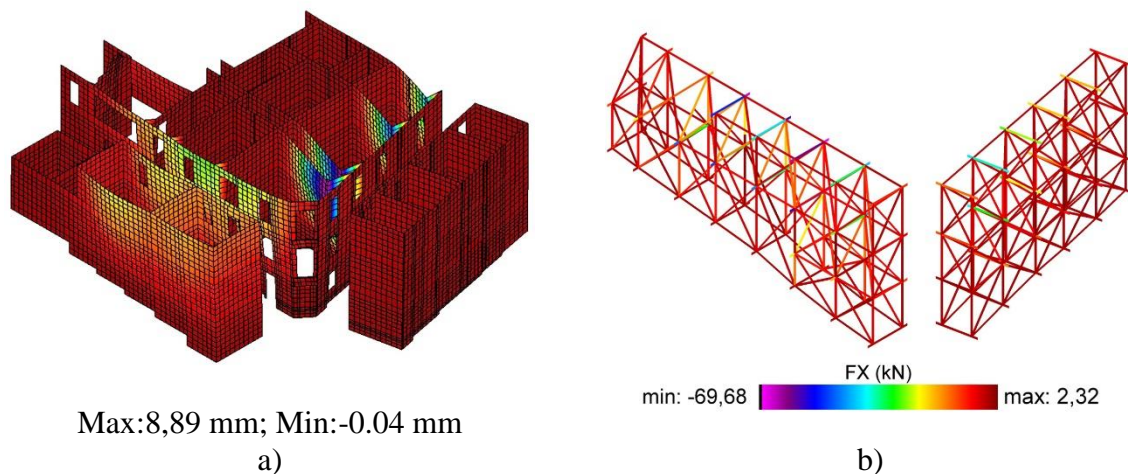 FX (kN)
min: -69,68
max: 2,32
Max:8,89 mm; Min:-0.04 mm
a)
b)